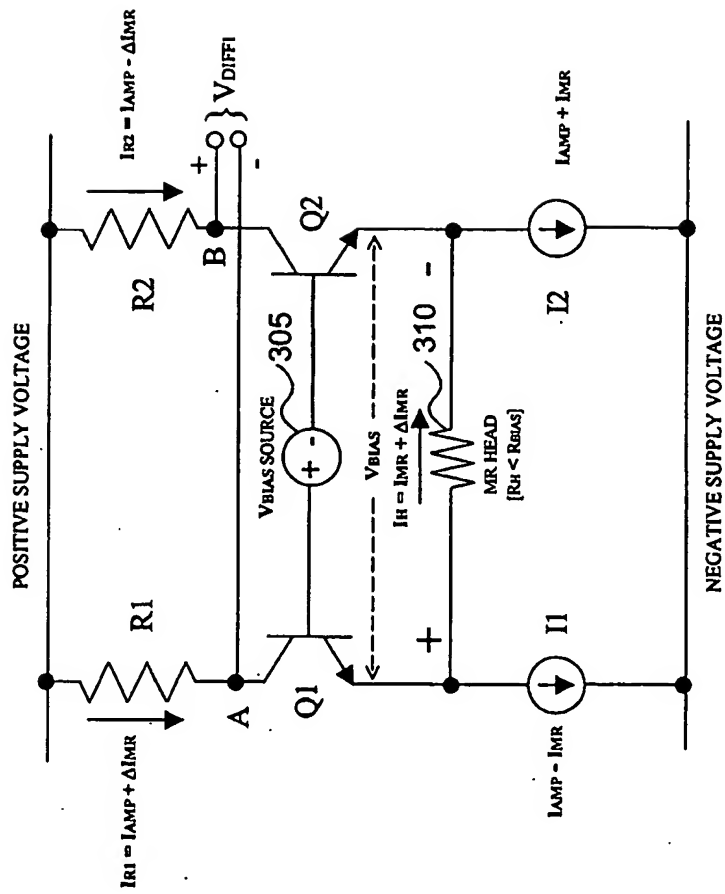 POSITIVE SUPPLY VOLTAGE
IR1 = IAMP + ΔIMR
R1
R2
IR2 = IAMP - ΔIMR
A
B
+
-
VDIFF1
Q1
Q2
VBIAS SOURCE
305
+ -
VBIAS
+
-
IH = IMR + ΔIMR
310
MR HEAD
[RH < RBIAS]
IAMP - IMR
I1
I2
IAMP + IMR
NEGATIVE SUPPLY VOLTAGE